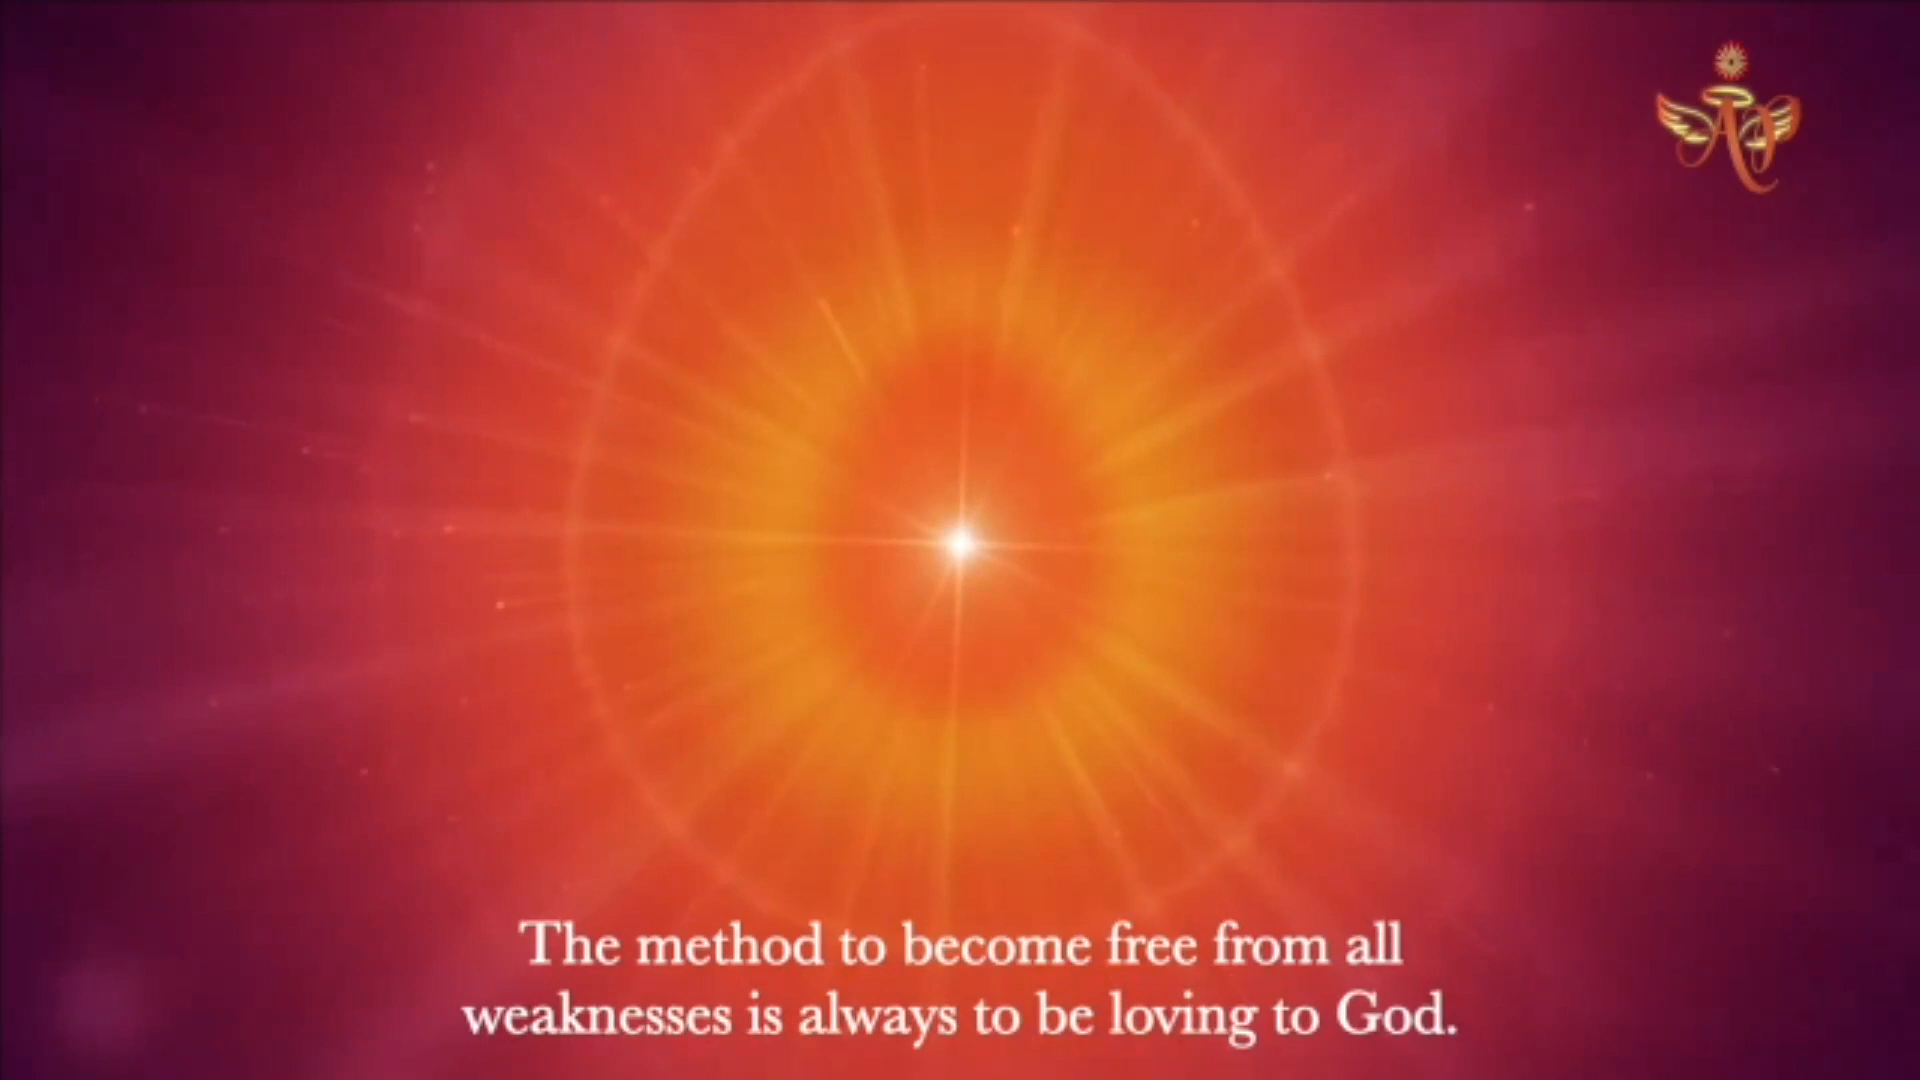 The method to become free from all
weaknesses is always to be loving to God.